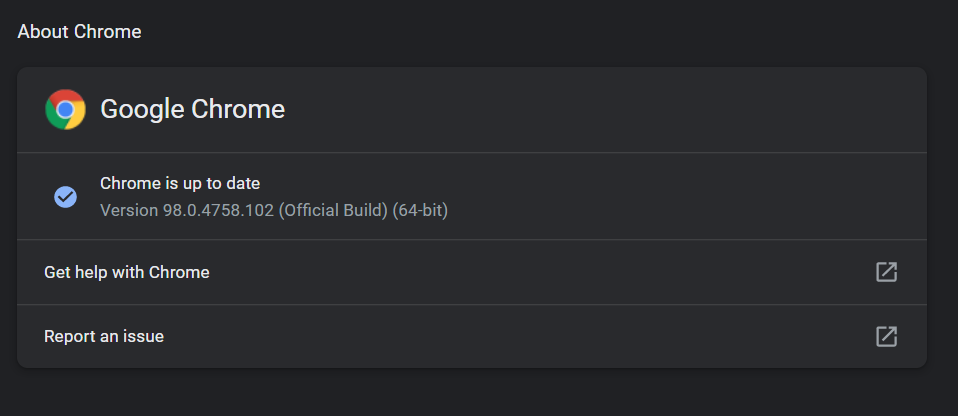 About Chrome
Google Chrome
Chrome is up to date
Version 98.0.4758.102 (Official Build) (64-bit)
Get help with Chrome
Report an issue